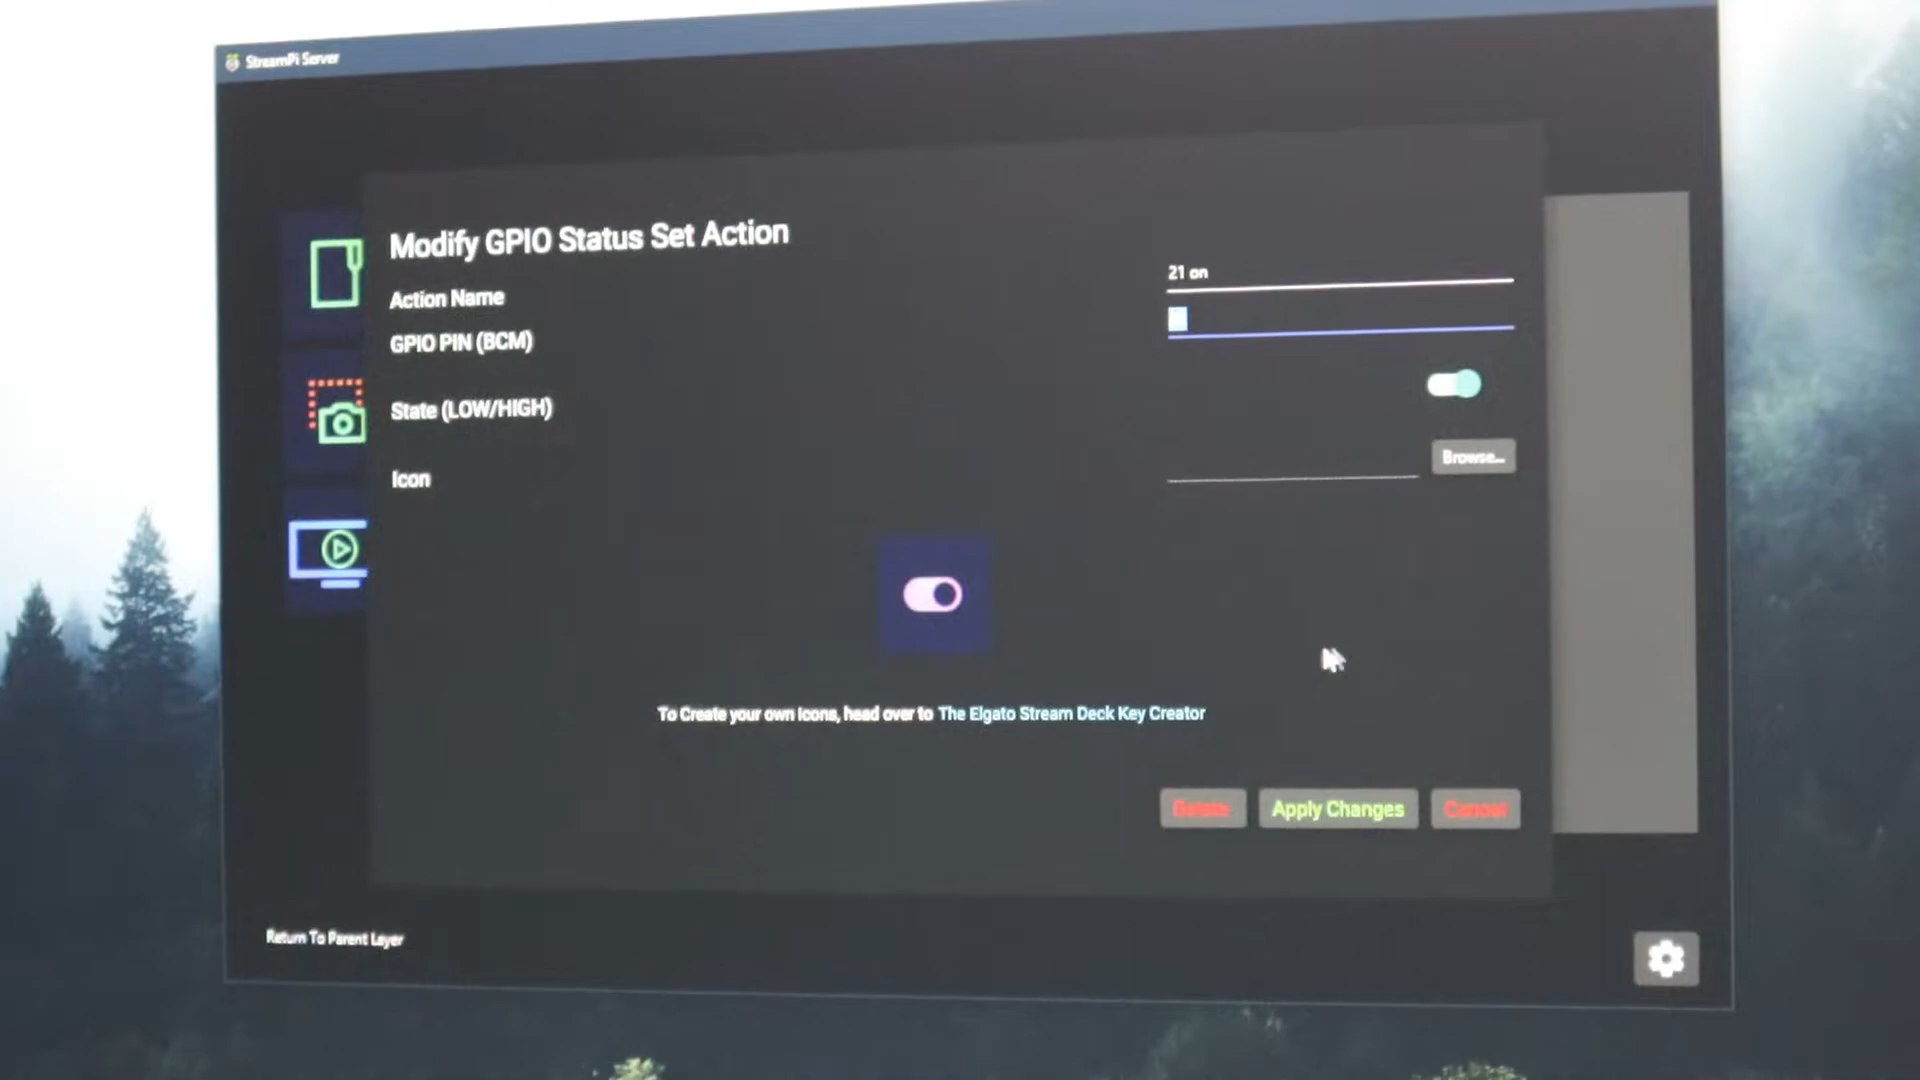 StreamPi Server
Modify GPIO Status Set Action
Action Name
21 on
GPIO PIN (BCM)
State (LOW/HIGH)
Icon
Browse...
To Create your own Icons, head over to The Elgato Stream Deck Key Creator
Delete
Apply Changes
Cancel
Return To Parent Layer